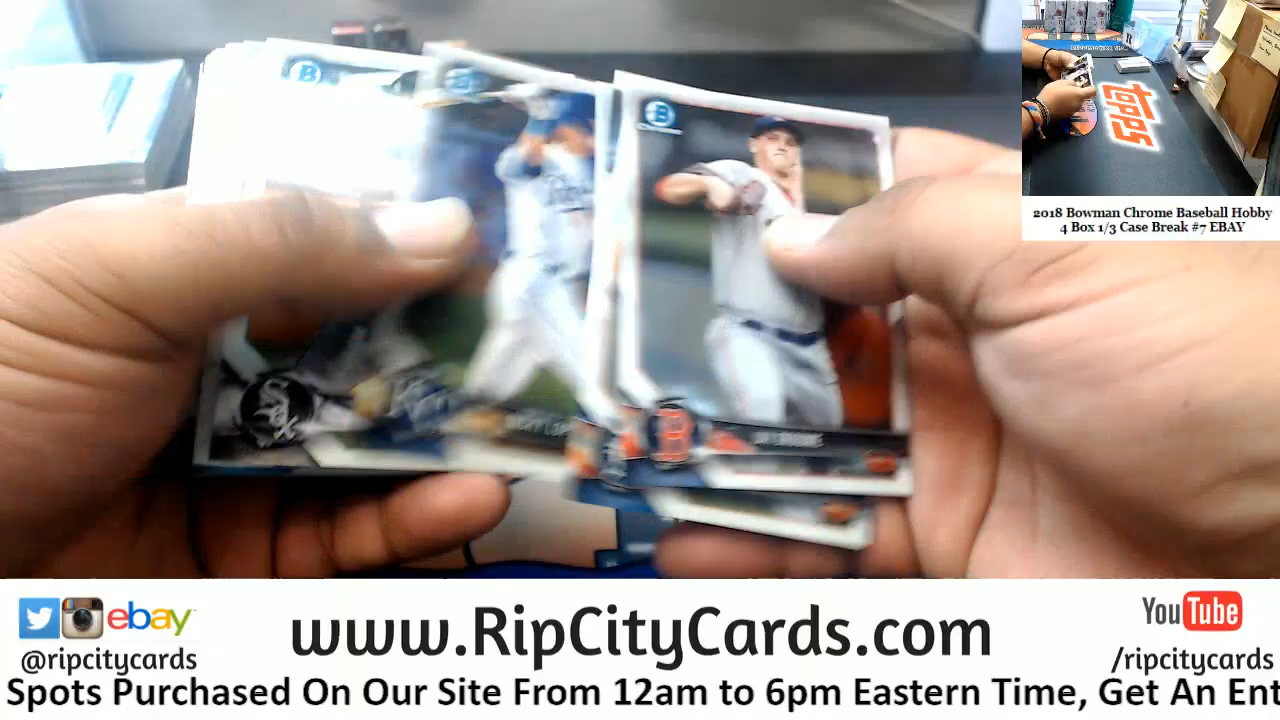 B
B
TOPPS
B
2018 Bowman Chrome Baseball Hobby
4 Box 1/3 Case Break #7 EBAY
ebay
www.RipCityCards.com
YouTube
@ripcitycards
/ripcitycards
Spots Purchased On Our Site From 12am to 6pm Eastern Time, Get An Ent